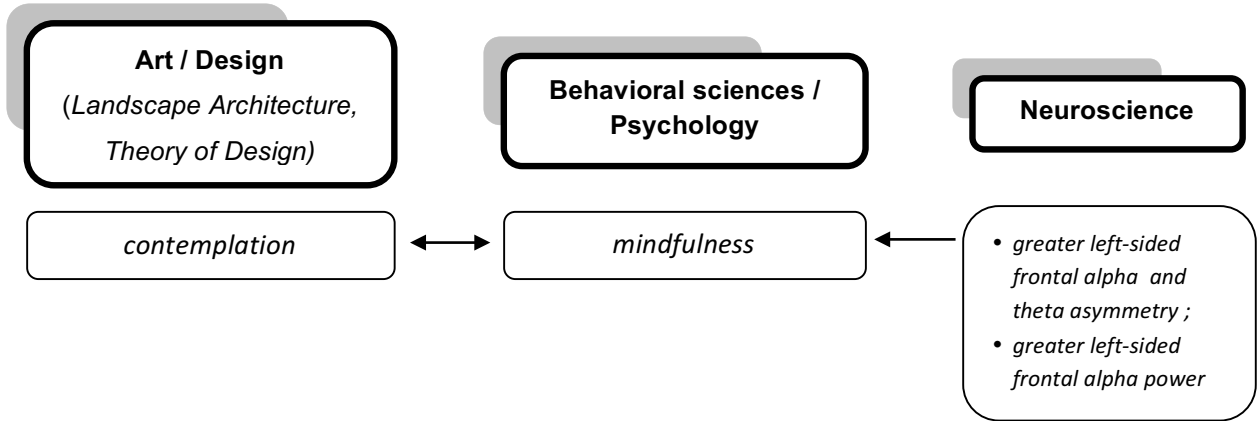 Art / Design
(Landscape Architecture,
Theory of Design)
Behavioral sciences /
Psychology
Neuroscience
contemplation
mindfulness
• greater left-sided
frontal alpha and
theta asymmetry ;
• greater left-sided
frontal alpha power